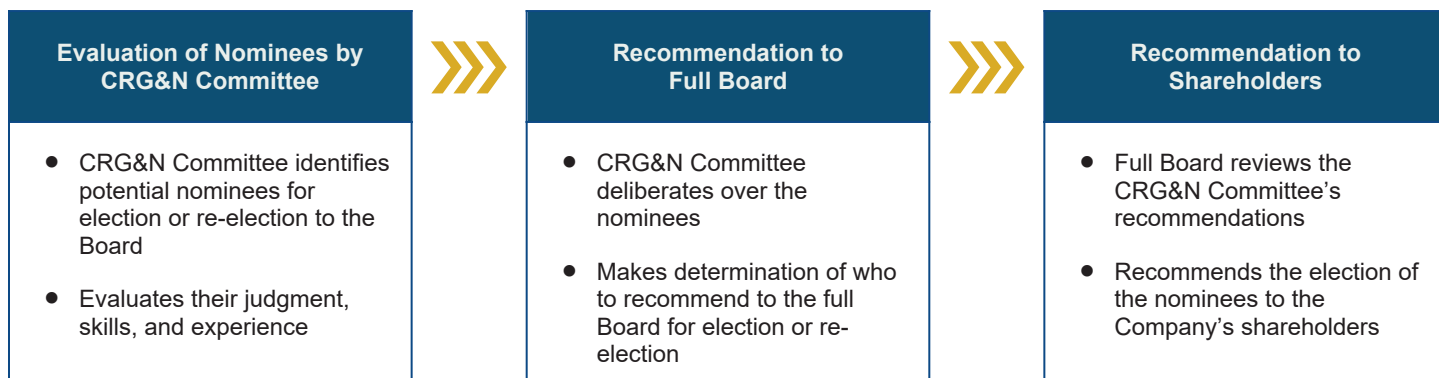 Evaluation of Nominees by
CRG&N Committee
● CRG&N Committee identifies
potential nominees for
election or re-election to the
Board
● Evaluates their judgment,
skills, and experience
Recommendation to
Full Board
● CRG&N Committee
deliberates over the
nominees
● Makes determination of who
to recommend to the full
Board for election or re-
election
Recommendation to
Shareholders
● Full Board reviews the
CRG&N Committee’s
recommendations
● Recommends the election of
the nominees to the
Company’s shareholders